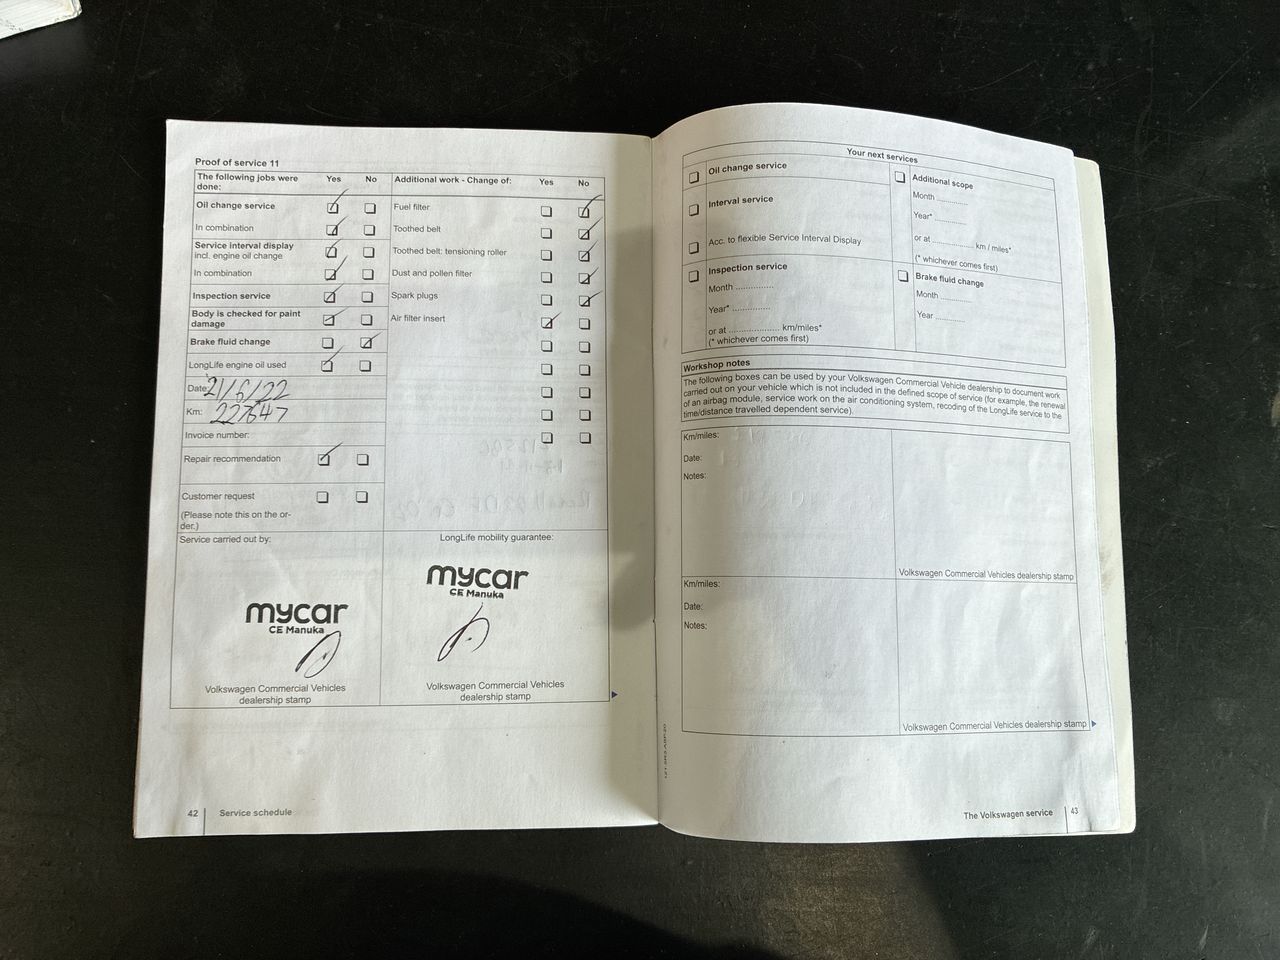 Proof of service 11
The following jobs were done: Yes No
Oil change service
In combination
Service interval display
incl. engine oil change
In combination
Inspection service
Body is checked for paint
damage
Brake fluid change
LongLife engine oil used
Date: 21/6/22
Km: 227647
Invoice number:
Repair recommendation
Customer request
(Please note this on the or-
der.)
Additional work - Change of: Yes No
Fuel filter
Toothed belt
Toothed belt: tensioning roller
Dust and pollen filter
Spark plugs
Air filter insert
Service carried out by:
mycar
CE Manuka
Volkswagen Commercial Vehicles
dealership stamp
LongLife mobility guarantee:
mycar
CE Manuka
Volkswagen Commercial Vehicles
dealership stamp
42 Service schedule
Your next services
Oil change service
Interval service
Acc. to flexible Service Interval Display
Inspection service
Month ..............
Year* ..............
or at .................... km/miles*
(* whichever comes first)
Additional scope
Month ...........
Year* ...........
or at ................. km / miles*
(* whichever comes first)
Brake fluid change
Month ...........
Year ...........
Workshop notes
The following boxes can be used by your Volkswagen Commercial Vehicle dealership to document work
carried out on your vehicle which is not included in the defined scope of service (for example, the renewal
of an airbag module, service work on the air conditioning system, recoding of the LongLife service to the
time/distance travelled dependent service).
Km/miles:
Date:
Notes:
Volkswagen Commercial Vehicles dealership stamp
Km/miles:
Date:
Notes:
Volkswagen Commercial Vehicles dealership stamp
The Volkswagen service 43